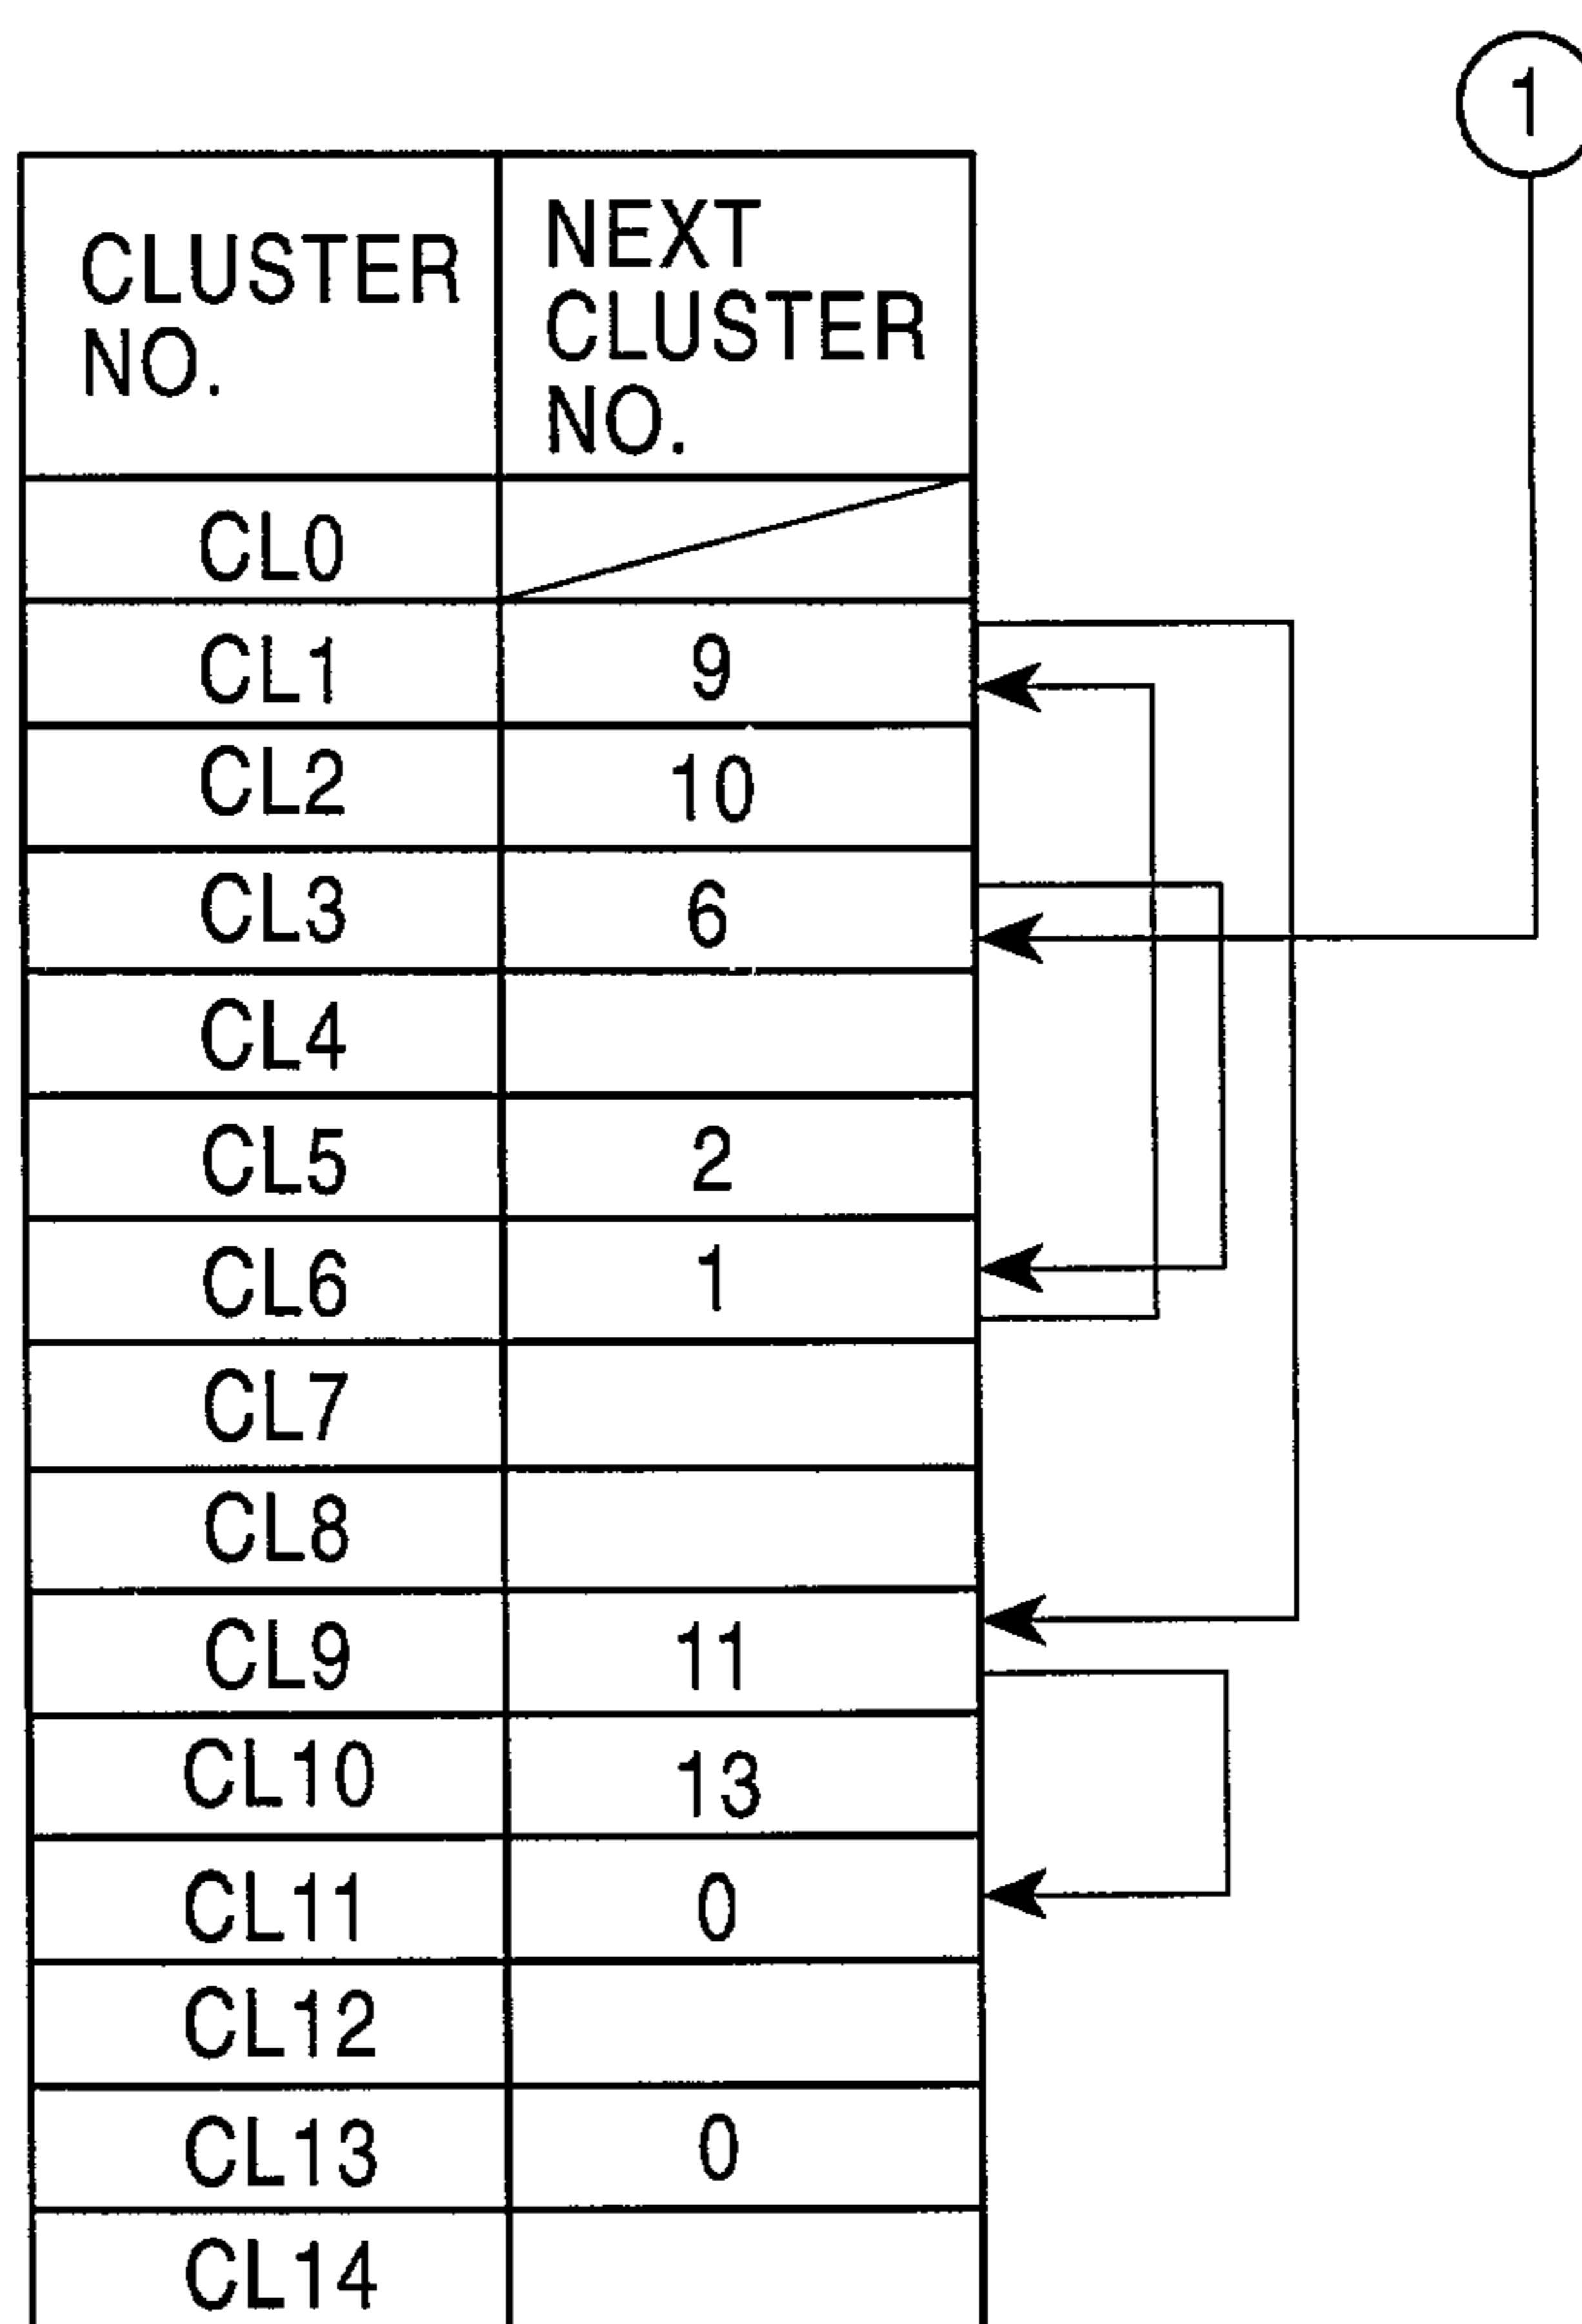 1
CLUSTER NO.
NEXT CLUSTER NO.
CL0
CL1 9
CL2 10
CL3 6
CL4
CL5 2
CL6 1
CL7
CL8
CL9 11
CL10 13
CL11 0
CL12
CL13 0
CL14